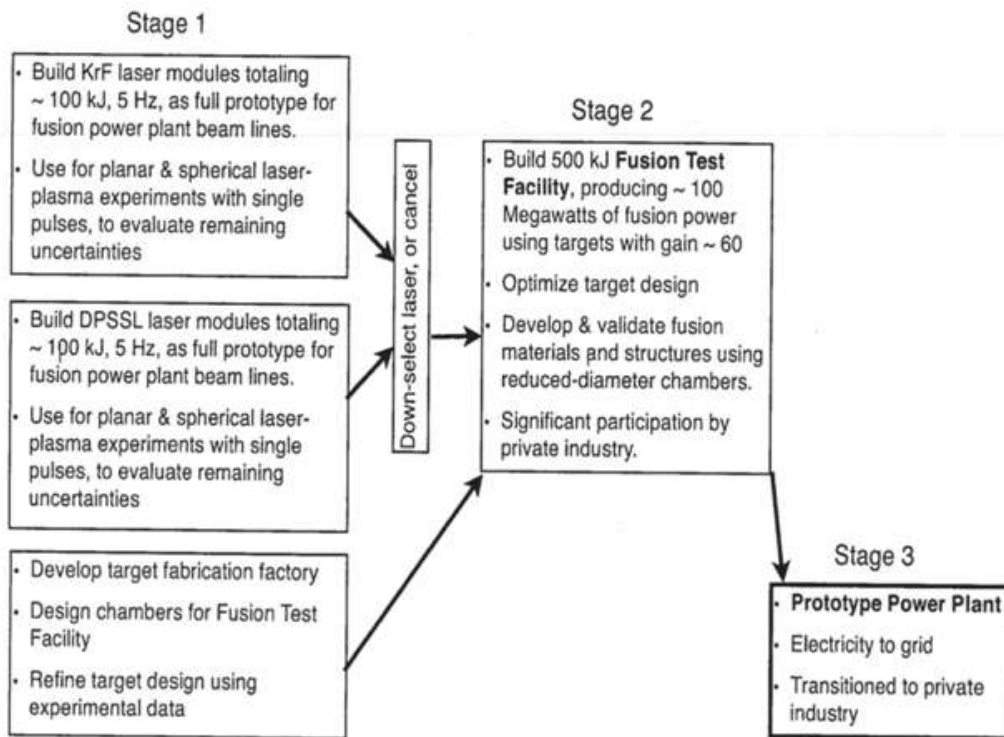 Stage 1
• Build KrF laser modules totaling
~ 100 kJ, 5 Hz, as full prototype for
fusion power plant beam lines.
• Use for planar & spherical laser-
plasma experiments with single
pulses, to evaluate remaining
uncertainties
• Build DPSSL laser modules totaling
~ 100 kJ, 5 Hz, as full prototype for
fusion power plant beam lines.
• Use for planar & spherical laser-
plasma experiments with single
pulses, to evaluate remaining
uncertainties
• Develop target fabrication factory
• Design chambers for Fusion Test
Facility
• Refine target design using
experimental data
Down-select laser, or cancel
Stage 2
• Build 500 kJ Fusion Test
Facility, producing ~ 100
Megawatts of fusion power
using targets with gain ~ 60
• Optimize target design
• Develop & validate fusion
materials and structures using
reduced-diameter chambers.
• Significant participation by
private industry.
Stage 3
• Prototype Power Plant
• Electricity to grid
• Transitioned to private
industry